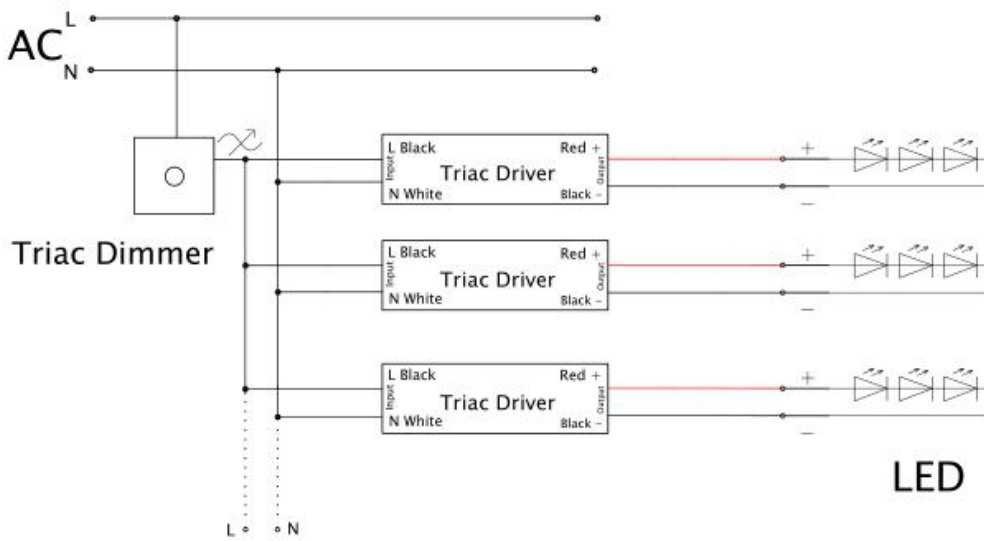 AC
L
N
L Black
Red +
Input
Triac Driver
Output
N White
Black -
+
−
Triac Dimmer
L Black
Red +
Input
Triac Driver
Output
N White
Black -
+
−
L Black
Red +
Input
Triac Driver
Output
N White
Black -
+
−
LED
L
N